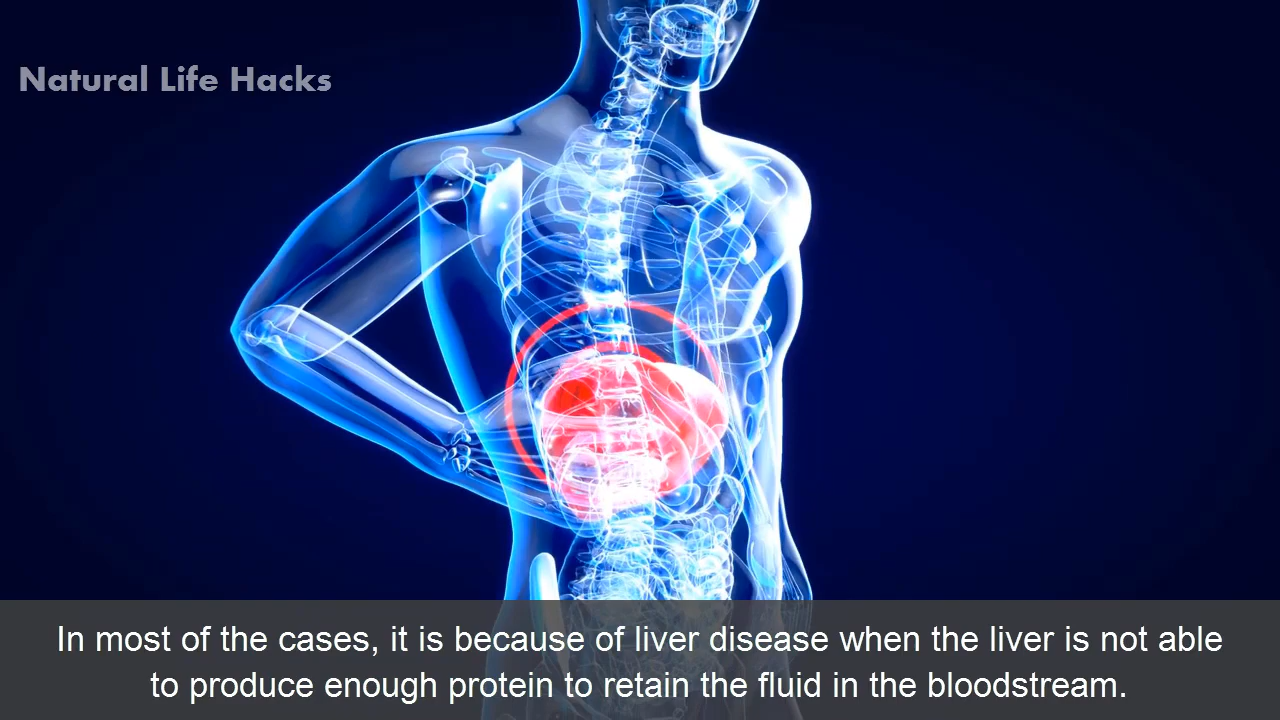 Natural Life Hacks
In most of the cases, it is because of liver disease when the liver is not able
to produce enough protein to retain the fluid in the bloodstream.